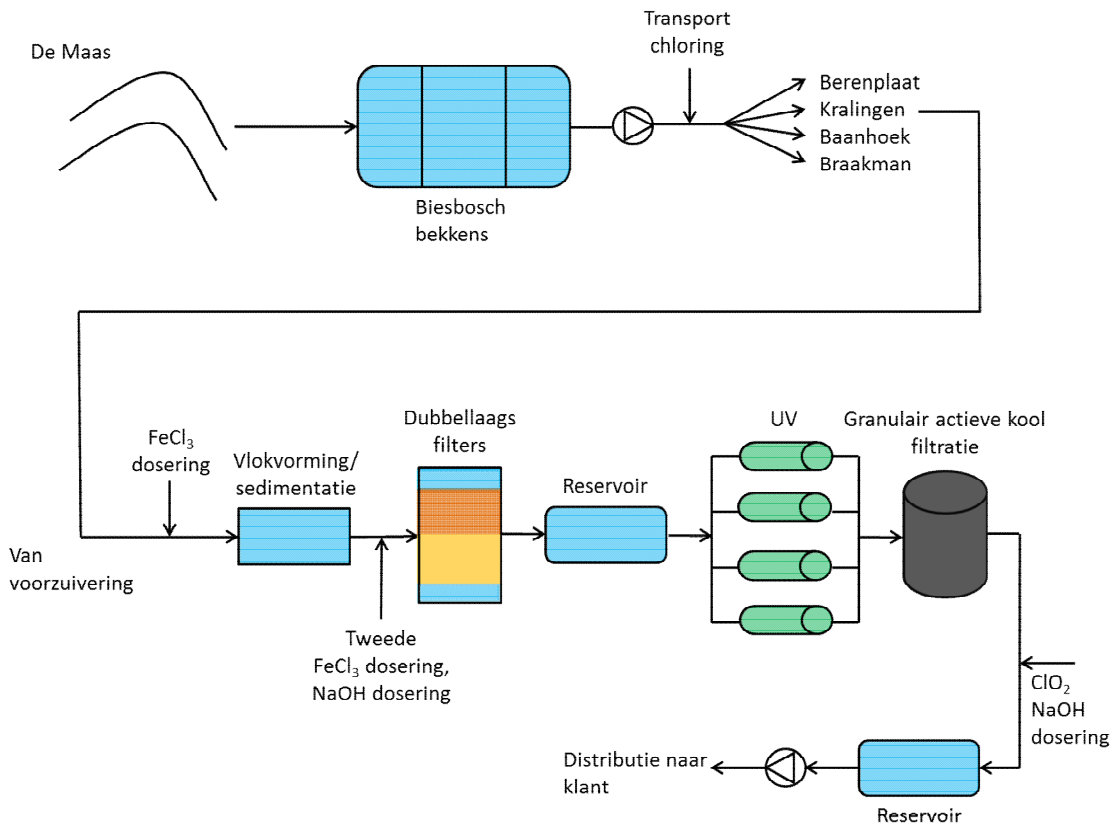 Transport
chloring
De Maas
Berenplaat
Kralingen
Baanhoek
Braakman
Biesbosch
bekkens
Dubbellaags
filters
UV
Granulair actieve kool
filtratie
FeCl₃
dosering
Vlokvorming/
sedimentatie
Reservoir
Van
voorzuivering
Tweede
FeCl₃ dosering,
NaOH dosering
ClO₂
NaOH
dosering
Distributie naar
klant
Reservoir